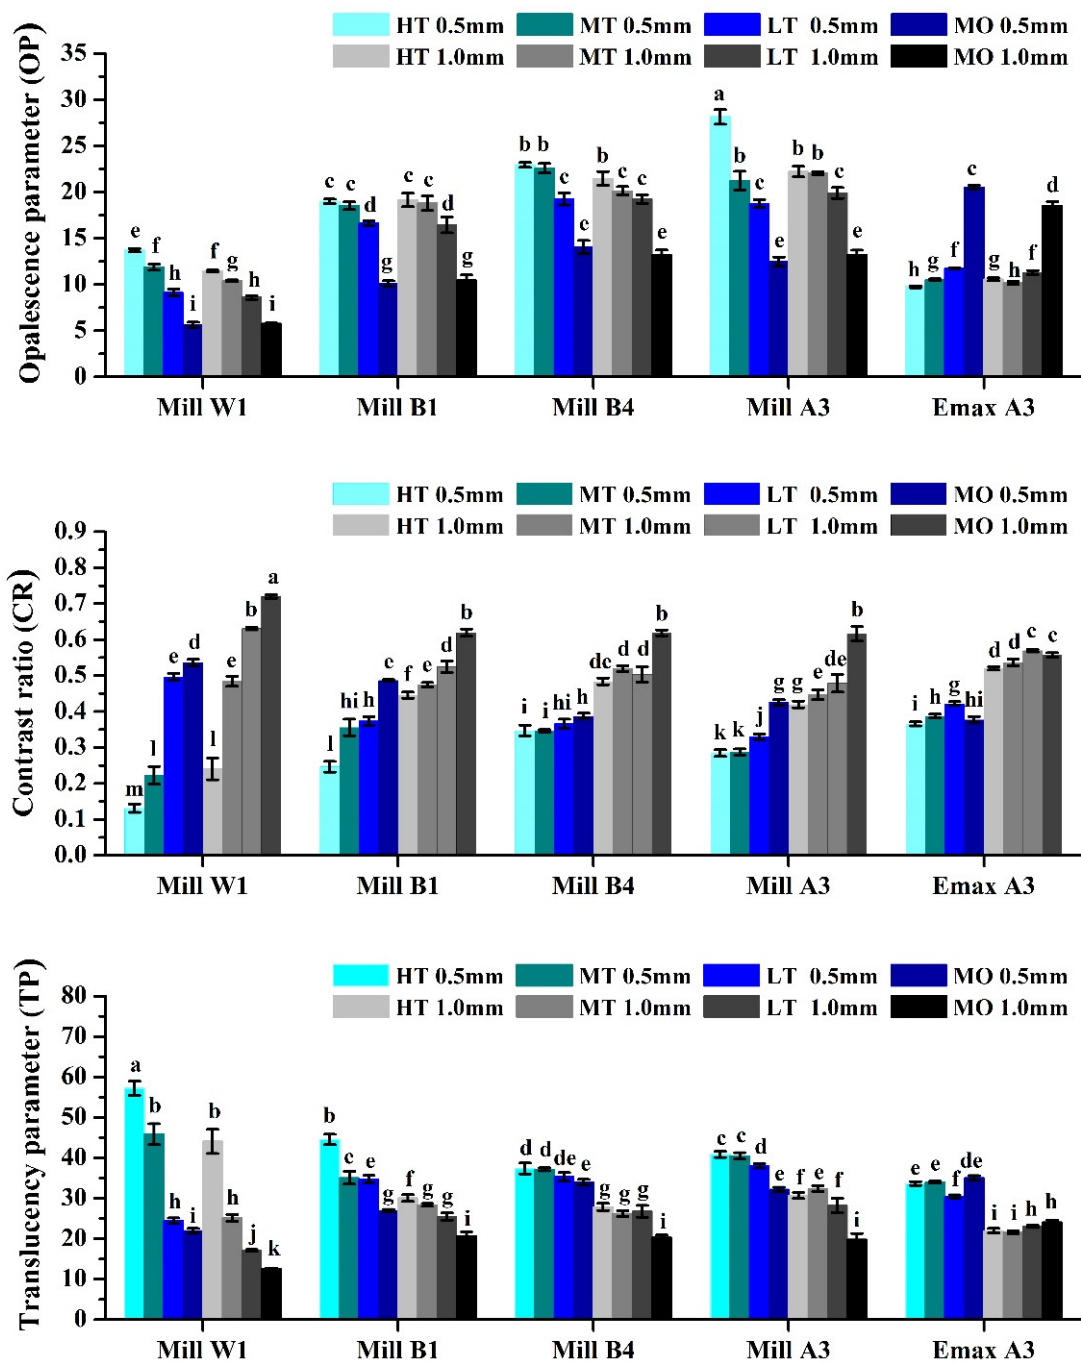 HT 0.5mm MT 0.5mm LT 0.5mm MO 0.5mm
HT 1.0mm MT 1.0mm LT 1.0mm MO 1.0mm
Opalescence parameter (OP)
35
30
25
20
15
10
5
0
e f h i f g h i
c c d g c c d g
b b c e b c c e
a b c e b b c e
h g f c g h f d
Mill W1 Mill B1 Mill B4 Mill A3 Emax A3
HT 0.5mm MT 0.5mm LT 0.5mm MO 0.5mm
HT 1.0mm MT 1.0mm LT 1.0mm MO 1.0mm
Contrast ratio (CR)
0.9
0.8
0.7
0.6
0.5
0.4
0.3
0.2
0.1
0.0
m l e d l e b a
l hi h e f e d b
i i hi h de d d b
k k j g g e de b
i h g hi d d c c
Mill W1 Mill B1 Mill B4 Mill A3 Emax A3
HT 0.5mm MT 0.5mm LT 0.5mm MO 0.5mm
HT 1.0mm MT 1.0mm LT 1.0mm MO 1.0mm
Translucency parameter (TP)
80
70
60
50
40
30
20
10
0
a b h i b h j k
b c e g f g g i
d d de e g g g i
c c d g f e f i
e e f de i i h h
Mill W1 Mill B1 Mill B4 Mill A3 Emax A3